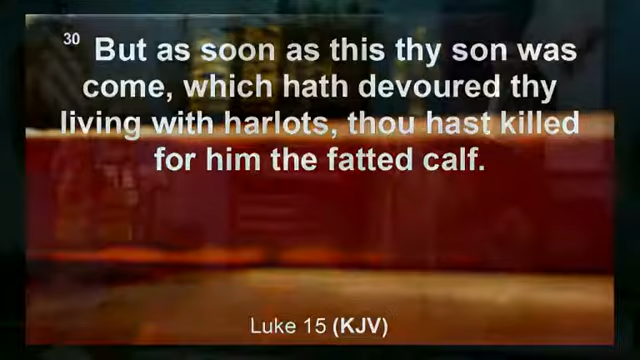 30 But as soon as this thy son was
come, which hath devoured thy
living with harlots, thou hast killed
for him the fatted calf.
Luke 15 (KJV)